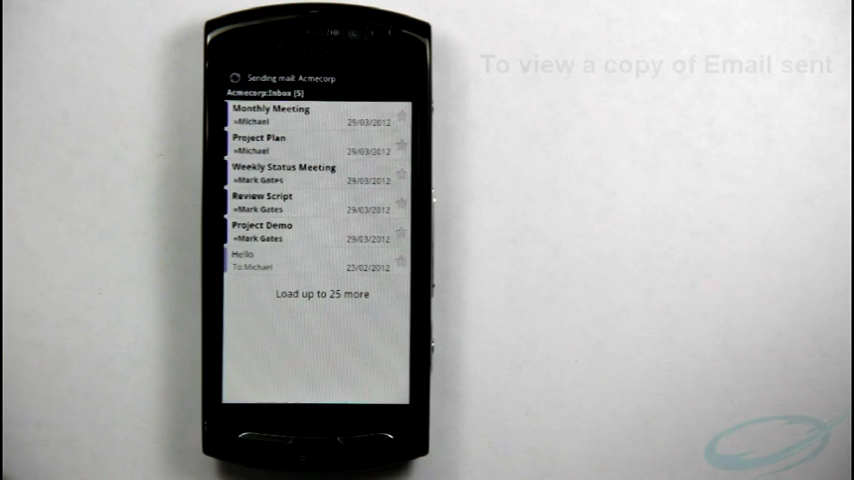 To view a copy of Email sent
Sending mail: Acmecorp
Acmecorp:Inbox [5]
Monthly Meeting
»Michael 29/03/2012
Project Plan
»Michael 29/03/2012
Weekly Status Meeting
»Mark Gates 29/03/2012
Review Script
»Mark Gates 29/03/2012
Project Demo
»Mark Gates 29/03/2012
Hello
To:Michael 23/02/2012
Load up to 25 more